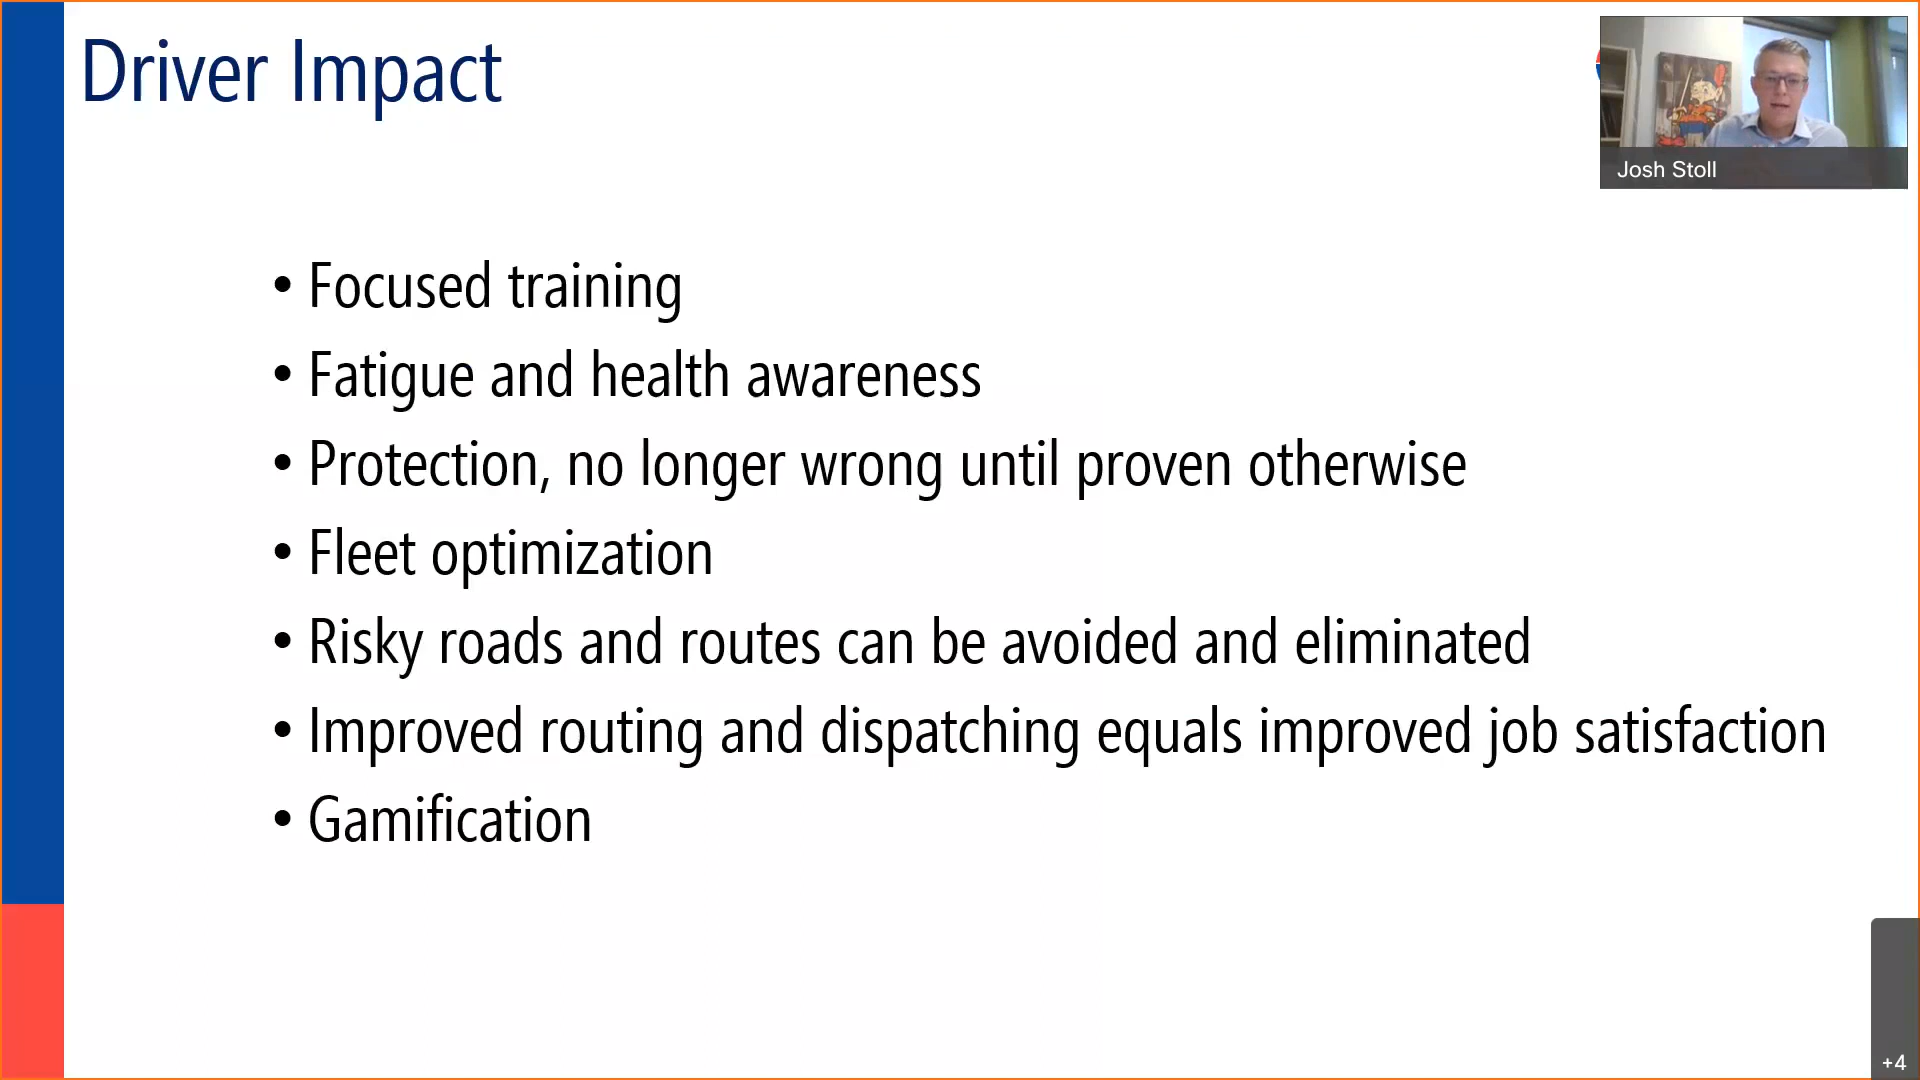 Driver Impact
Josh Stoll
• Focused training
• Fatigue and health awareness
• Protection, no longer wrong until proven otherwise
• Fleet optimization
• Risky roads and routes can be avoided and eliminated
• Improved routing and dispatching equals improved job satisfaction
• Gamification
+4